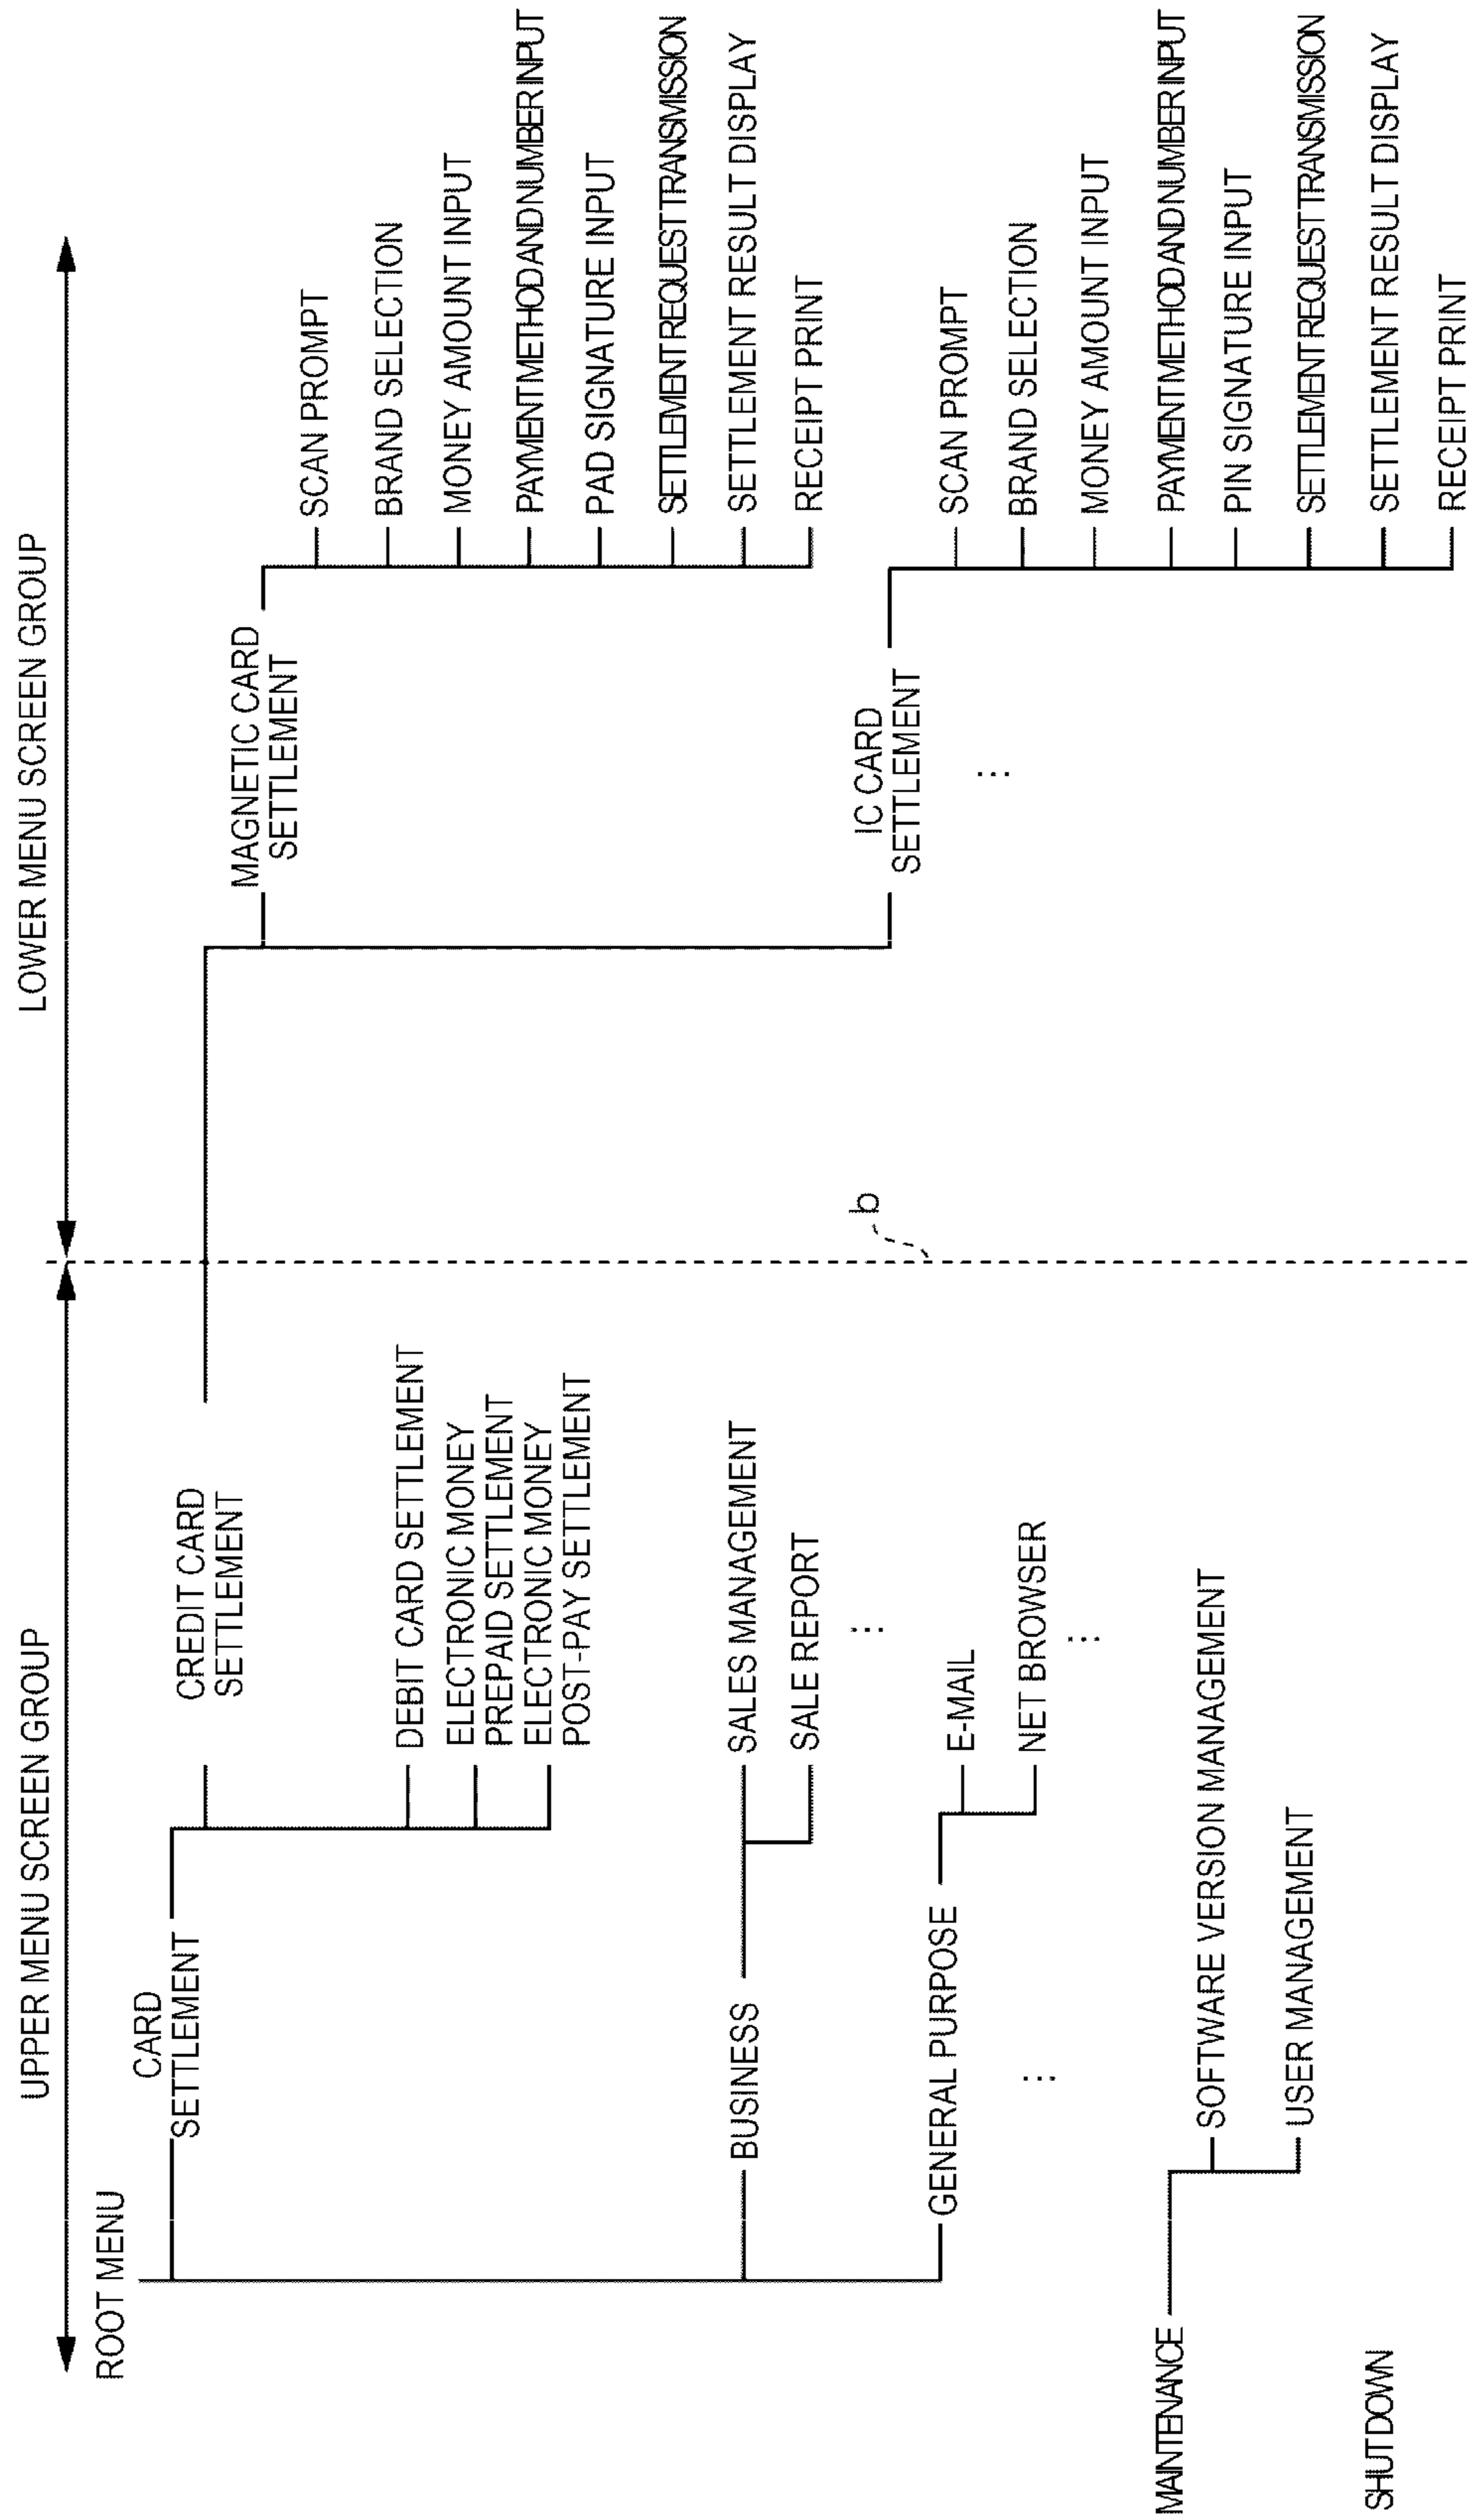 UPPER MENU SCREEN GROUP
LOWER MENU SCREEN GROUP
ROOT MENU
CARD
SETTLEMENT
CREDIT CARD
SETTLEMENT
MAGNETIC CARD
SETTLEMENT
SCAN PROMPT
BRAND SELECTION
MONEY AMOUNT INPUT
PAYMENT METHOD AND NUMBER INPUT
PAD SIGNATURE INPUT
SETTLEMENT REQUEST TRANSMISSION
SETTLEMENT RESULT DISPLAY
RECEIPT PRINT
IC CARD
SETTLEMENT
...
SCAN PROMPT
BRAND SELECTION
MONEY AMOUNT INPUT
PAYMENT METHOD AND NUMBER INPUT
PIN SIGNATURE INPUT
SETTLEMENT REQUEST TRANSMISSION
SETTLEMENT RESULT DISPLAY
RECEIPT PRINT
b
DEBIT CARD SETTLEMENT
ELECTRONIC MONEY
PREPAID SETTLEMENT
ELECTRONIC MONEY
POST-PAY SETTLEMENT
BUSINESS
SALES MANAGEMENT
SALE REPORT
...
GENERAL PURPOSE
E-MAIL
NET BROWSER
...
...
MAINTENANCE
SOFTWARE VERSION MANAGEMENT
USER MANAGEMENT
SHUTDOWN